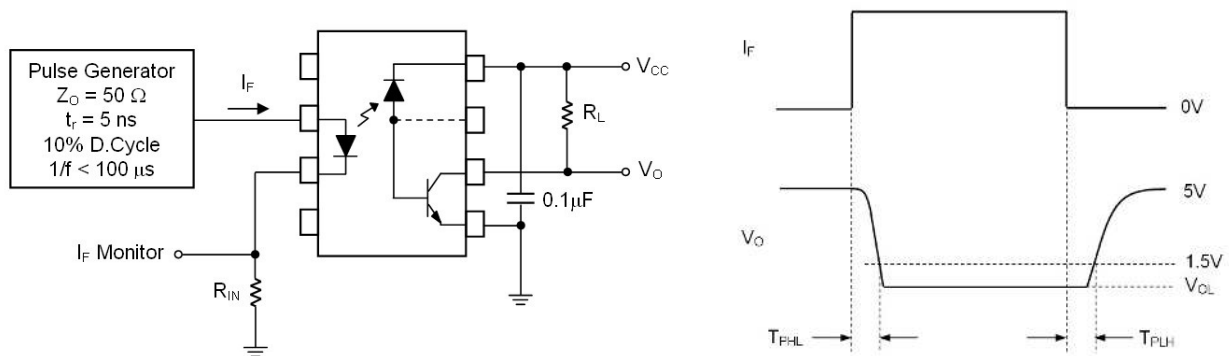 Pulse Generator
Z_O = 50 Ω
t_r = 5 ns
10% D.Cycle
1/f < 100 μs
I_F
V_CC
R_L
V_O
0.1μF
I_F Monitor
R_IN
I_F
0V
5V
V_O
1.5V
V_OL
T_PHL
T_PLH